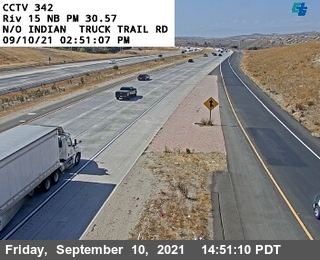 CCTV 342
Riv 15 NB PM 30.57
N/O INDIAN  TRUCK TRAIL RD
09/10/21 02:51:07 PM
Friday, September 10, 2021 14:51:10 PDT